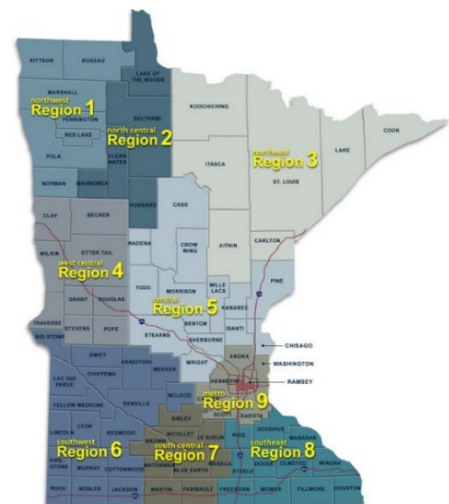 KITTSON
ROSEAU
LAKE OF
THE WOODS
MARSHALL
northwest
Region 1
PENNINGTON
RED LAKE
POLK
NORMAN
MAHNOMEN
BELTRAMI
north central
Region 2
CLEAR-
WATER
HUBBARD
KOOCHICHING
ITASCA
northeast
Region 3
ST. LOUIS
LAKE
COOK
AITKIN
CARLTON
CLAY
BECKER
WILKIN
OTTER TAIL
west central
Region 4
GRANT
DOUGLAS
TRAVERSE
STEVENS
POPE
BIG STONE
CASS
WADENA
CROW
WING
TODD
MORRISON
MILLE
LACS
KANABEC
PINE
central
Region 5
BENTON
ISANTI
STEARNS
SHERBURNE
WRIGHT
CHISAGO
WASHINGTON
RAMSEY
ANOKA
HENNEPIN
metro
Region 9
SCOTT
DAKOTA
SWIFT
KANDIYOHI
MEEKER
LAC QUI
PARLE
CHIPPEWA
MCLEOD
RENVILLE
YELLOW MEDICINE
LINCOLN
LYON
REDWOOD
southwest
Region 6
PIPE-
STONE
MURRAY
COTTONWOOD
ROCK
NOBLES
JACKSON
SIBLEY
NICOLLET
LE SUEUR
BROWN
south central
Region 7
WATONWAN
BLUE EARTH
WASECA
MARTIN
FARIBAULT
RICE
GOODHUE
WABASHA
southeast
Region 8
STEELE
DODGE
OLMSTED
WINONA
FREEBORN
MOWER
FILLMORE
HOUSTON